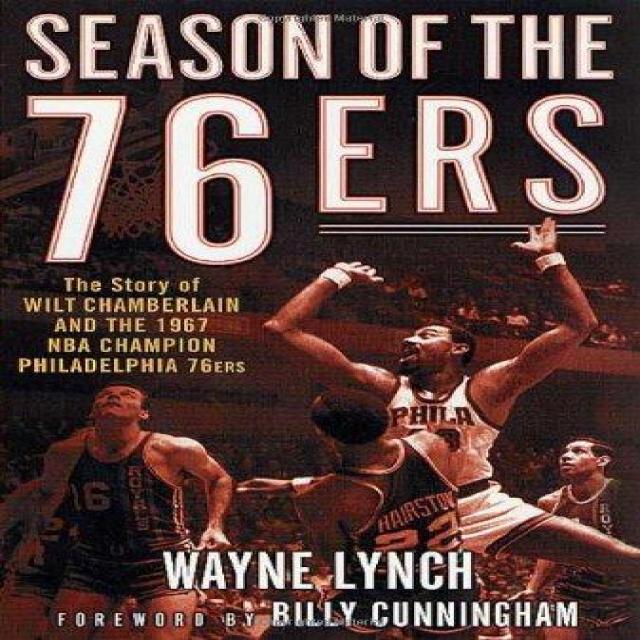 SEASON OF THE
76ERS
The Story of
WILT CHAMBERLAIN
AND THE 1967
NBA CHAMPION
PHILADELPHIA 76ERS
PHILA
16
HAIRSTON
22
WAYNE LYNCH
FOREWORD BY BILLY CUNNINGHAM